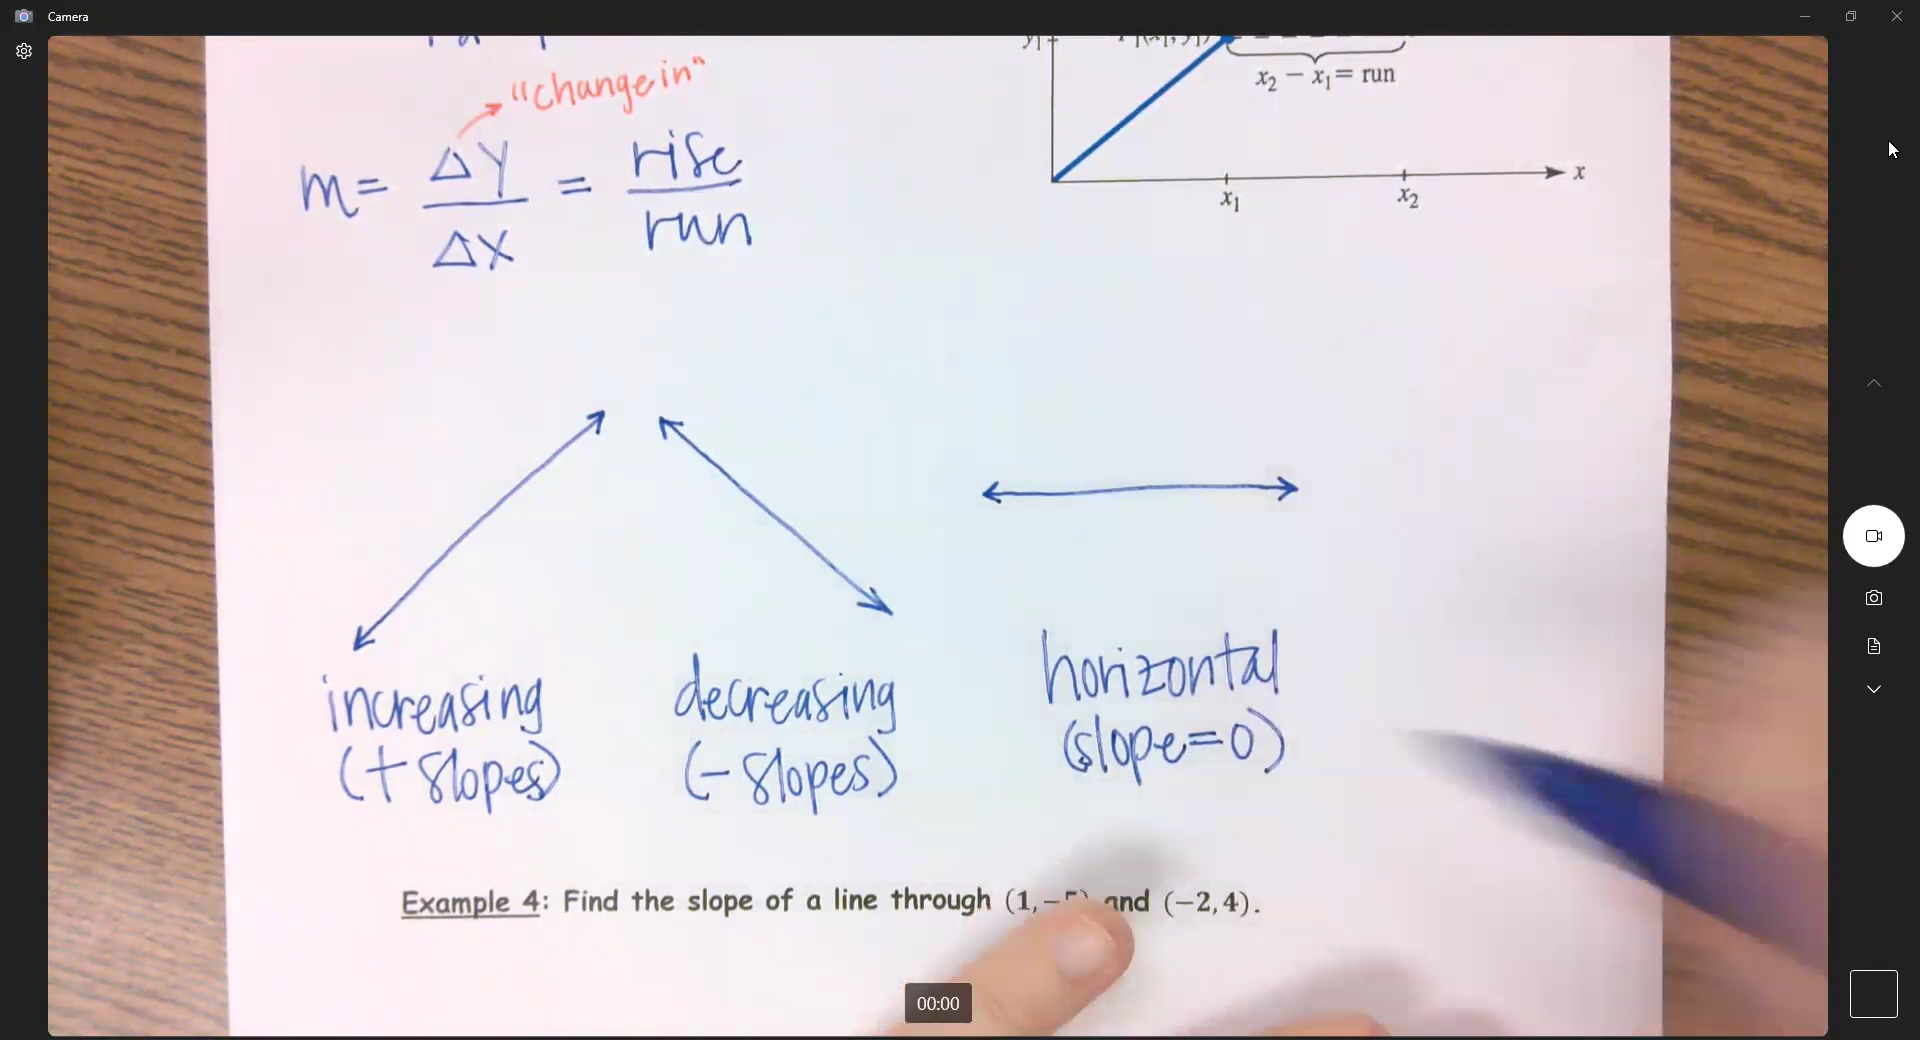 Camera
"change in"
x₂ − x₁ = run
m = ΔY/ΔX = rise/run
x
x₁ x₂
increasing decreasing horizontal
(+ slopes) (− slopes) (slope=0)
Example 4: Find the slope of a line through (1, and (−2, 4).
00:00